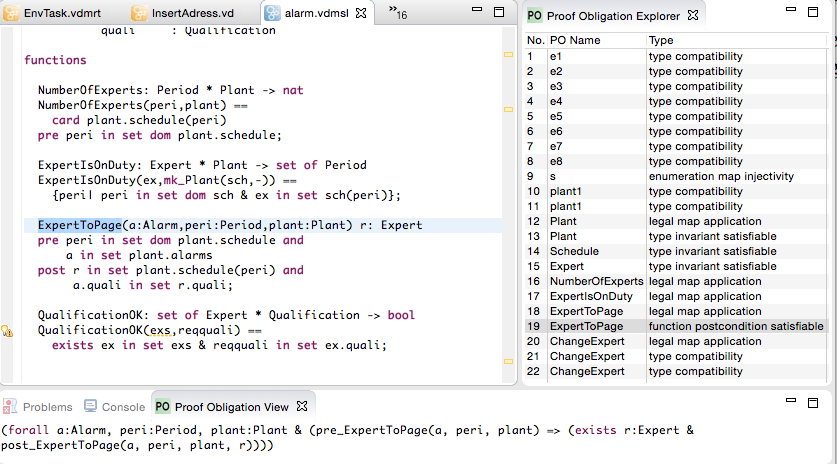 EnvTask.vdmrt InsertAdress.vd alarm.vdmsl »16
quali : Qualification
functions
NumberOfExperts: Period * Plant -> nat
NumberOfExperts(peri,plant) ==
card plant.schedule(peri)
pre peri in set dom plant.schedule;
ExpertIsOnDuty: Expert * Plant -> set of Period
ExpertIsOnDuty(ex,mk_Plant(sch,-)) ==
{peri| peri in set dom sch & ex in set sch(peri)};
ExpertToPage(a:Alarm,peri:Period,plant:Plant) r: Expert
pre peri in set dom plant.schedule and
a in set plant.alarms
post r in set plant.schedule(peri) and
a.quali in set r.quali;
QualificationOK: set of Expert * Qualification -> bool
QualificationOK(exs,reqquali) ==
exists ex in set exs & reqquali in set ex.quali;
PO Proof Obligation Explorer
No. PO Name Type
1 e1 type compatibility
2 e2 type compatibility
3 e3 type compatibility
4 e4 type compatibility
5 e5 type compatibility
6 e6 type compatibility
7 e7 type compatibility
8 e8 type compatibility
9 s enumeration map injectivity
10 plant1 type compatibility
11 plant1 type compatibility
12 Plant legal map application
13 Plant type invariant satisfiable
14 Schedule type invariant satisfiable
15 Expert type invariant satisfiable
16 NumberOfExperts legal map application
17 ExpertIsOnDuty legal map application
18 ExpertToPage legal map application
19 ExpertToPage function postcondition satisfiable
20 ChangeExpert legal map application
21 ChangeExpert type compatibility
22 ChangeExpert type compatibility
Problems Console PO Proof Obligation View
(forall a:Alarm, peri:Period, plant:Plant & (pre_ExpertToPage(a, peri, plant) => (exists r:Expert &
post_ExpertToPage(a, peri, plant, r))))